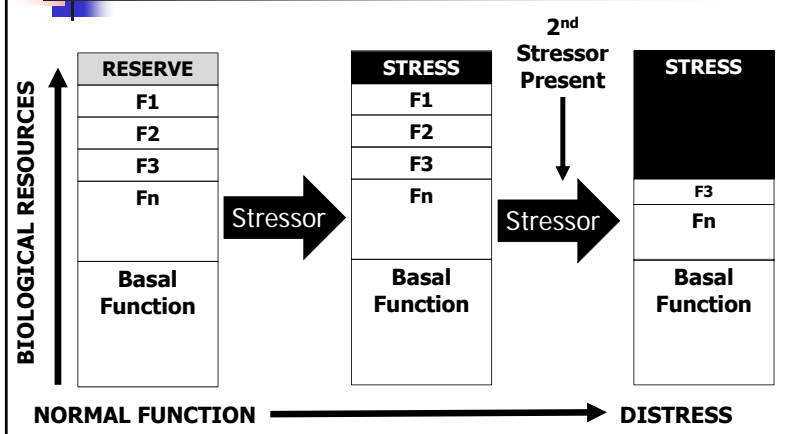 2nd
Stressor
Present
BIOLOGICAL RESOURCES
RESERVE
F1
F2
F3
Fn
Basal
Function
Stressor
STRESS
F1
F2
F3
Fn
Basal
Function
Stressor
STRESS
F3
Fn
Basal
Function
NORMAL FUNCTION
DISTRESS